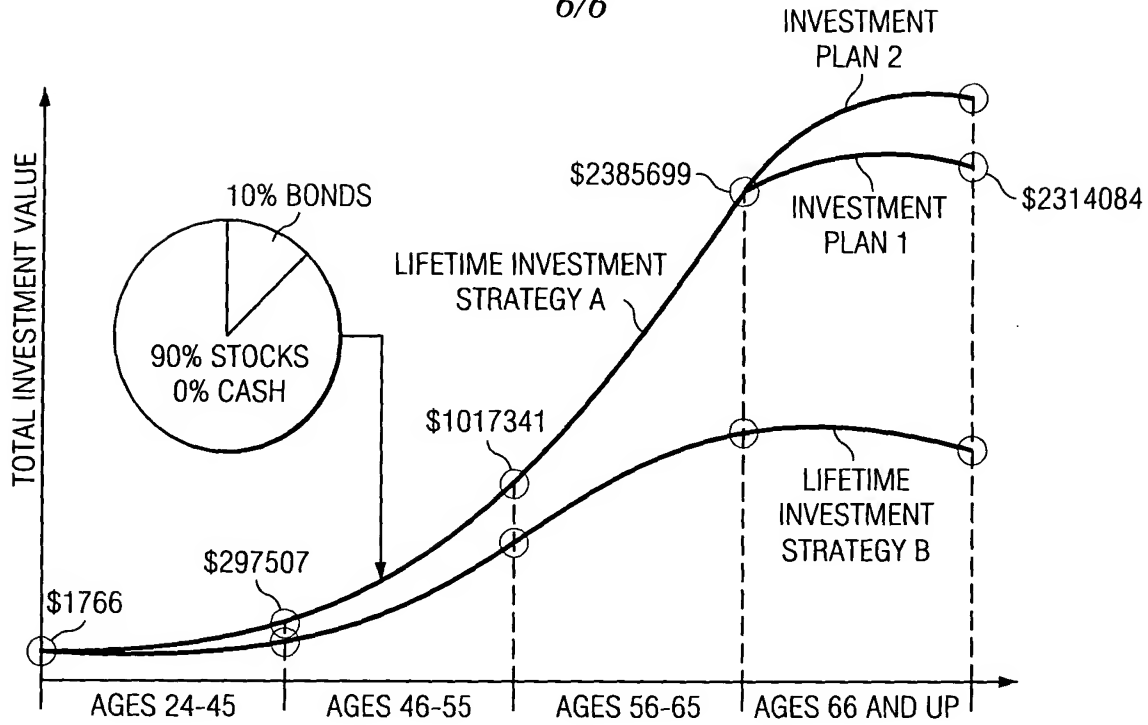 6/6
INVESTMENT
PLAN 2
TOTAL INVESTMENT VALUE
10% BONDS
90% STOCKS
0% CASH
LIFETIME INVESTMENT
STRATEGY A
$2385699
INVESTMENT
PLAN 1
$2314084
$1017341
LIFETIME
INVESTMENT
STRATEGY B
$297507
$1766
AGES 24-45
AGES 46-55
AGES 56-65
AGES 66 AND UP